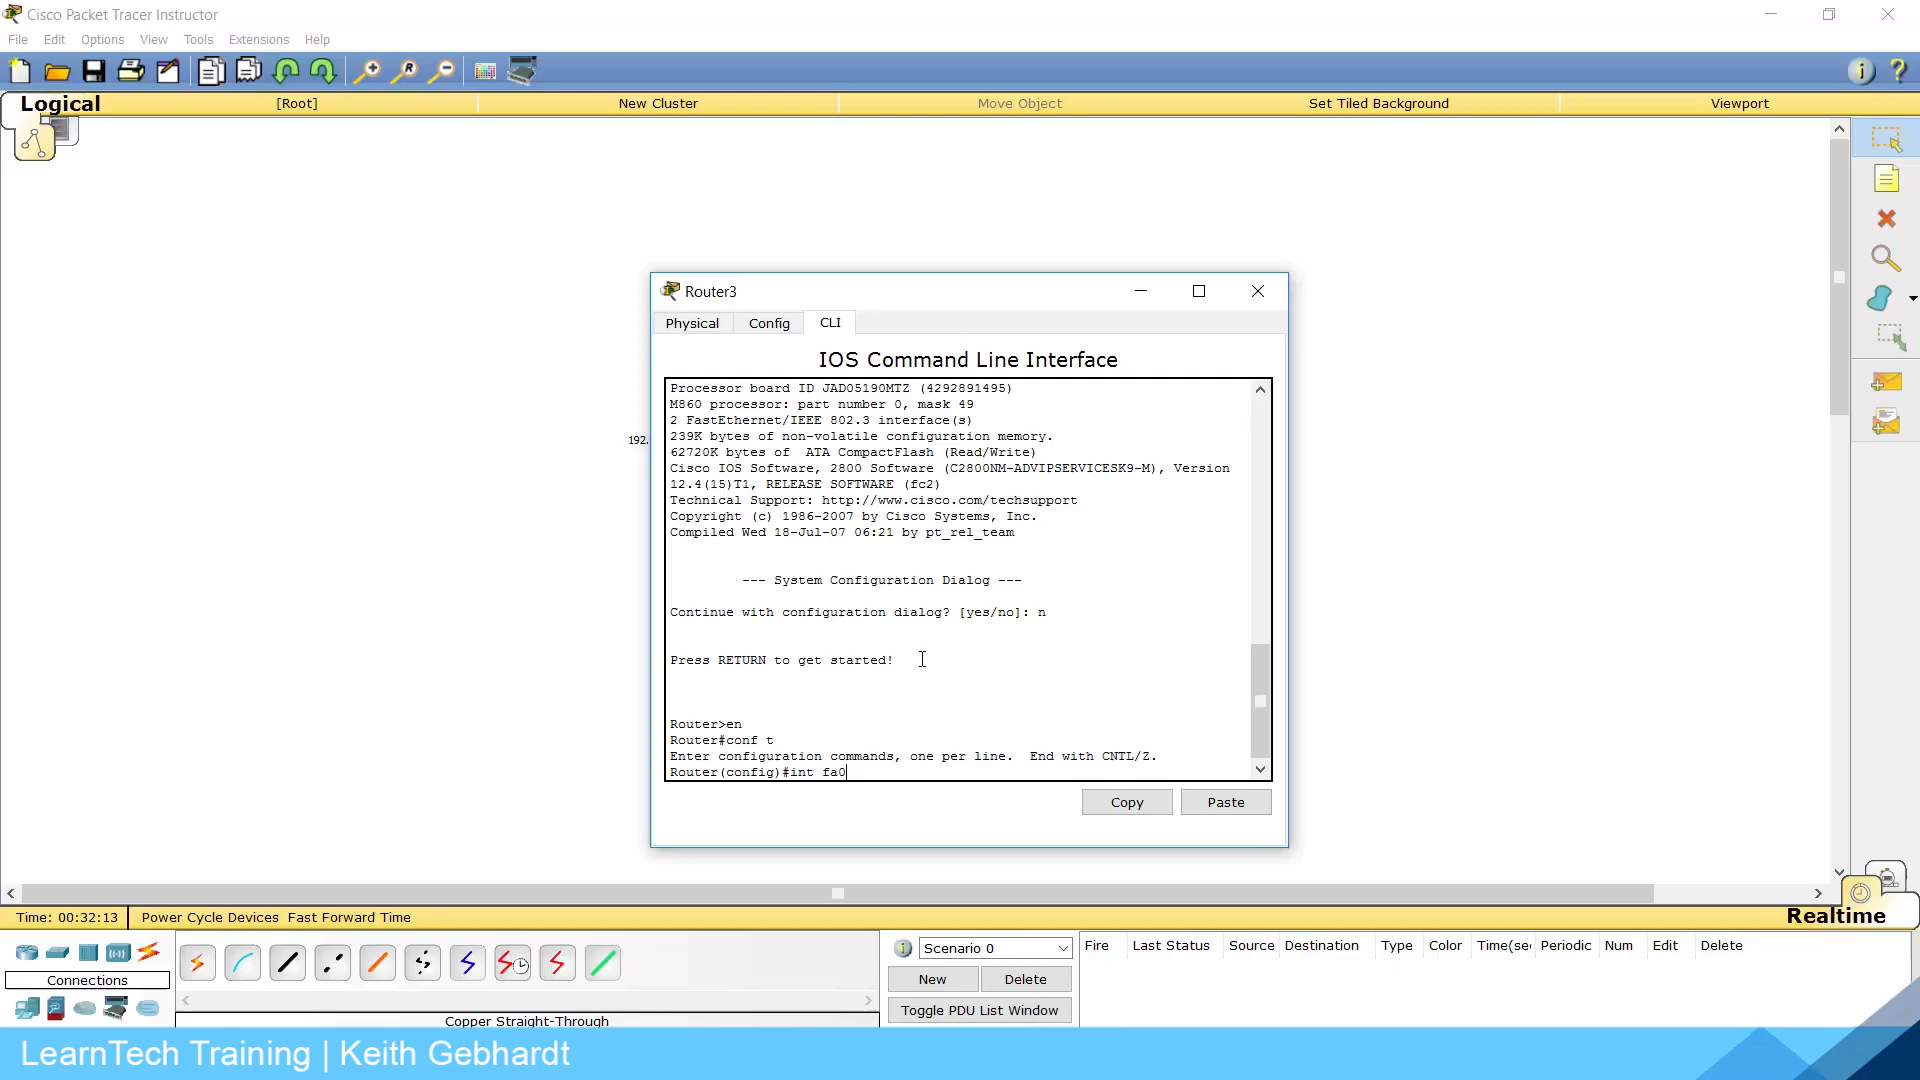 Cisco Packet Tracer Instructor
File Edit Options View Tools Extensions Help
Logical [Root] New Cluster Move Object Set Tiled Background Viewport
Router3
Physical Config CLI
IOS Command Line Interface
Processor board ID JAD05190MTZ (4292891495)
M860 processor: part number 0, mask 49
2 FastEthernet/IEEE 802.3 interface(s)
192.
239K bytes of non-volatile configuration memory.
62720K bytes of ATA CompactFlash (Read/Write)
Cisco IOS Software, 2800 Software (C2800NM-ADVIPSERVICESK9-M), Version
12.4(15)T1, RELEASE SOFTWARE (fc2)
Technical Support: http://www.cisco.com/techsupport
Copyright (c) 1986-2007 by Cisco Systems, Inc.
Compiled Wed 18-Jul-07 06:21 by pt_rel_team
--- System Configuration Dialog ---
Continue with configuration dialog? [yes/no]: n
Press RETURN to get started!
Router>en
Router#conf t
Enter configuration commands, one per line. End with CNTL/Z.
Router(config)#int fa0
Copy Paste
Time: 00:32:13 Power Cycle Devices Fast Forward Time Realtime
Scenario 0 Fire Last Status Source Destination Type Color Time(se Periodic Num Edit Delete
Connections
New Delete
Toggle PDU List Window
Copper Straight-Through
LearnTech Training | Keith Gebhardt